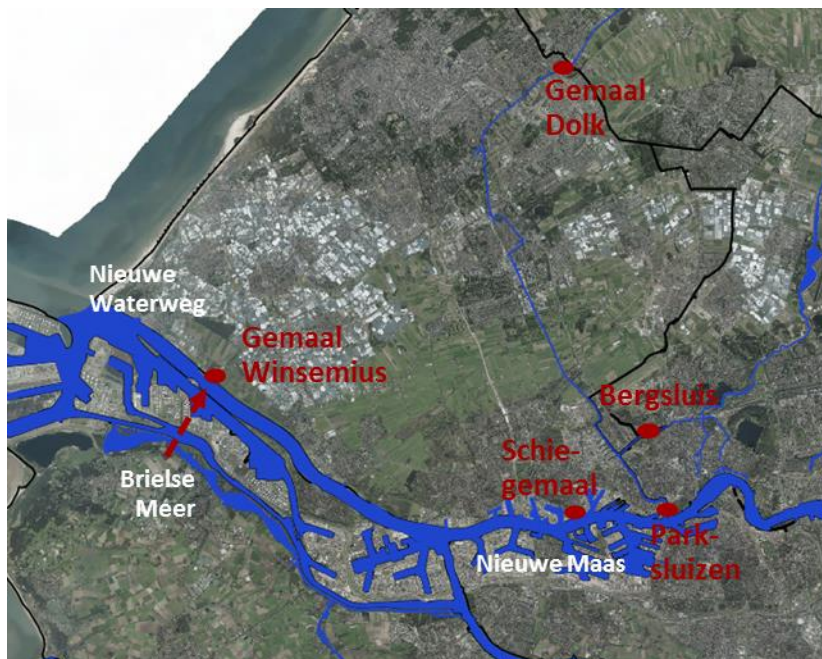 Gemaal
Dolk
Nieuwe
Waterweg
Gemaal
Winsemius
Bergsluis
Schie-
gemaal
Brielse
Meer
Park-
sluizen
Nieuwe Maas